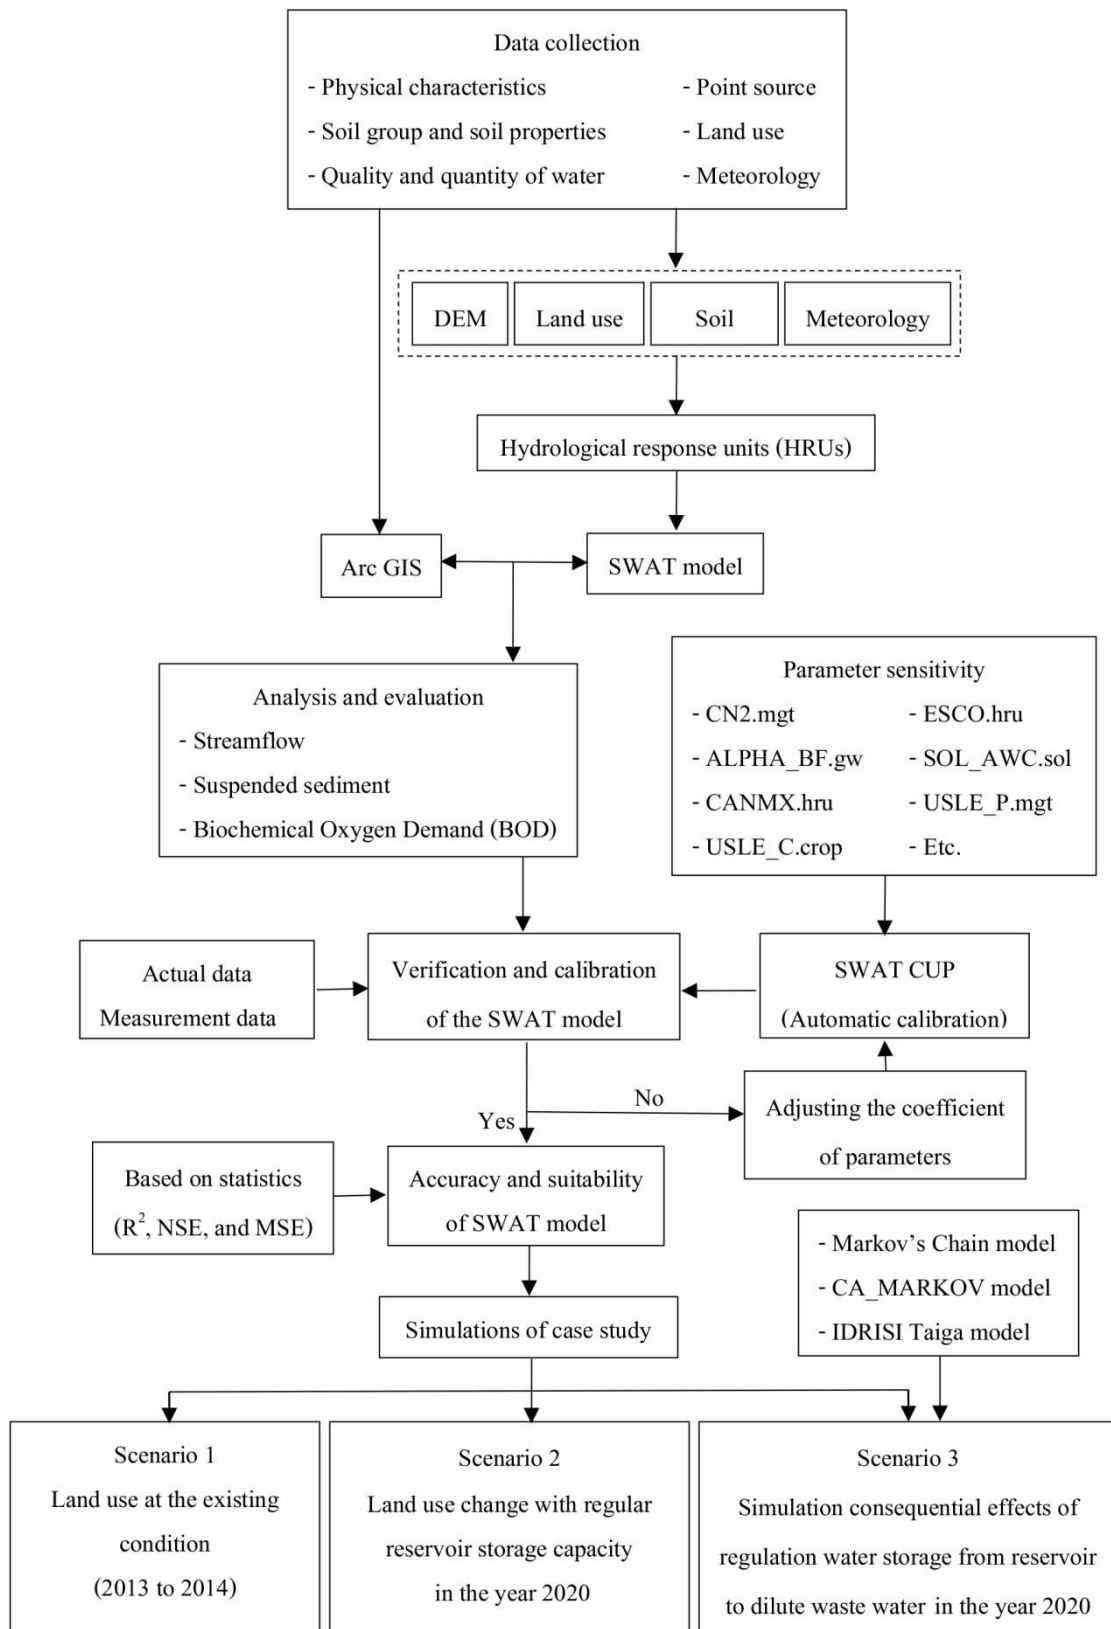 Data collection
- Physical characteristics
- Point source
- Soil group and soil properties
- Land use
- Quality and quantity of water
- Meteorology
DEM
Land use
Soil
Meteorology
Hydrological response units (HRUs)
Arc GIS
SWAT model
Analysis and evaluation
- Streamflow
- Suspended sediment
- Biochemical Oxygen Demand (BOD)
Parameter sensitivity
- CN2.mgt
- ESCO.hru
- ALPHA_BF.gw
- SOL_AWC.sol
- CANMX.hru
- USLE_P.mgt
- USLE_C.crop
- Etc.
Actual data
Measurement data
Verification and calibration
of the SWAT model
SWAT CUP
(Automatic calibration)
No
Yes
Adjusting the coefficient
of parameters
Based on statistics
(R², NSE, and MSE)
Accuracy and suitability
of SWAT model
- Markov's Chain model
- CA_MARKOV model
- IDRISI Taiga model
Simulations of case study
Scenario 1
Land use at the existing
condition
(2013 to 2014)
Scenario 2
Land use change with regular
reservoir storage capacity
in the year 2020
Scenario 3
Simulation consequential effects of
regulation water storage from reservoir
to dilute waste water in the year 2020